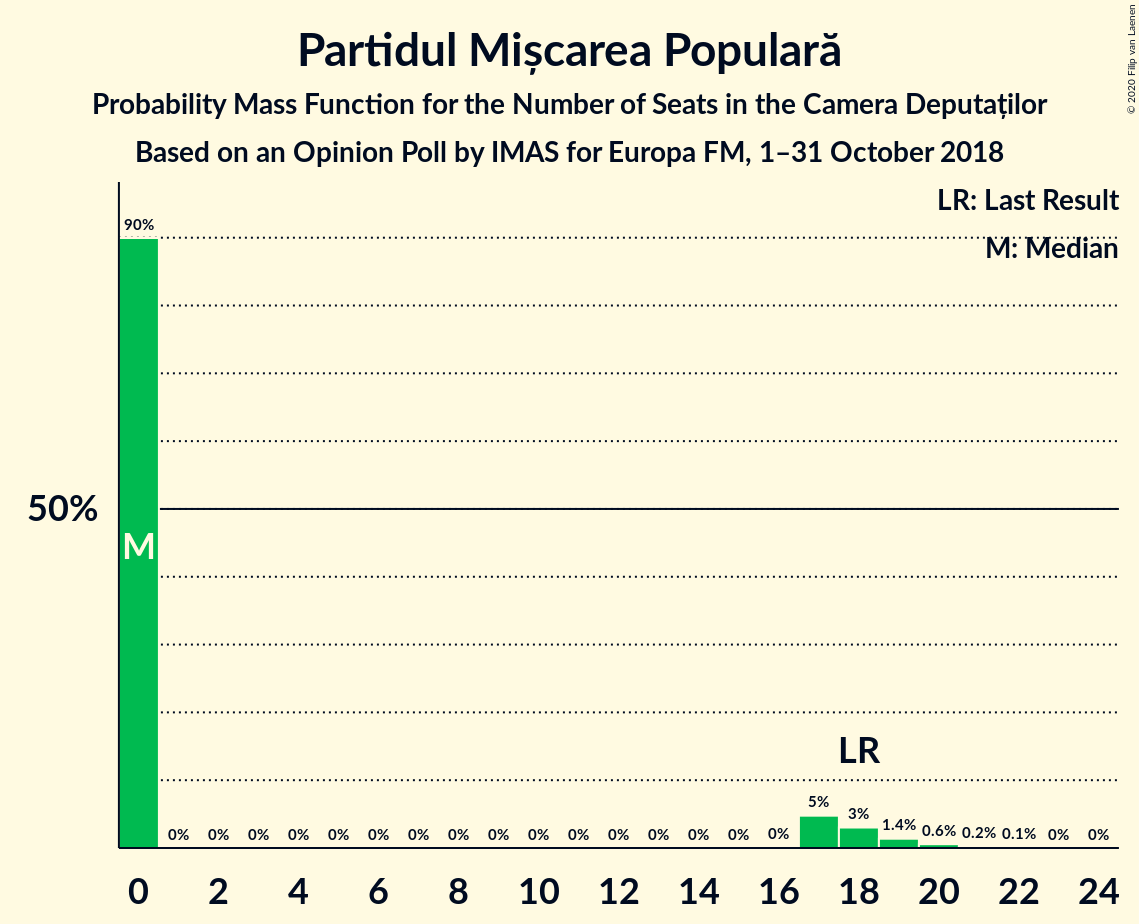 Partidul Mișcarea Populară
Probability Mass Function for the Number of Seats in the Camera Deputaților
Based on an Opinion Poll by IMAS for Europa FM, 1–31 October 2018
© 2020 Filip van Laenen
LR: Last Result
M: Median
90%
50%
M
LR
0% 0% 0% 0% 0% 0% 0% 0% 0% 0% 0% 0% 0% 0% 0% 0% 5% 3% 1.4% 0.6% 0.2% 0.1% 0% 0%
0 2 4 6 8 10 12 14 16 18 20 22 24